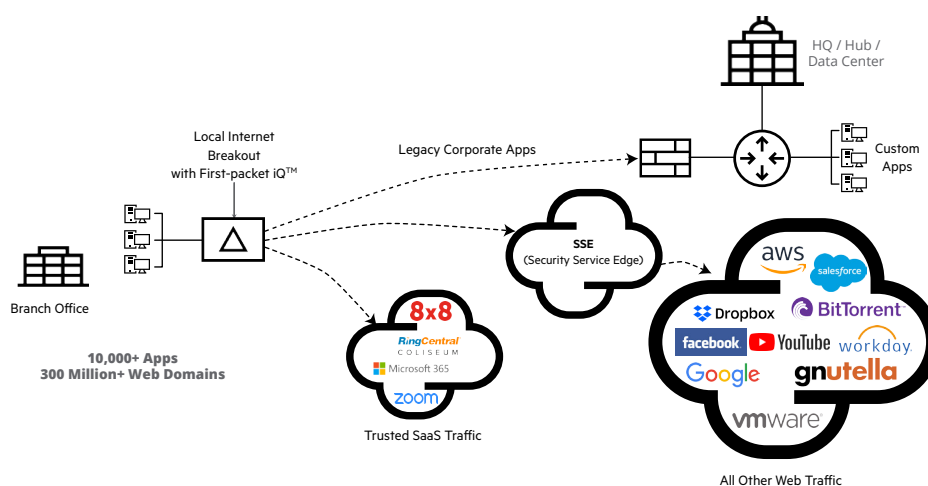 HQ / Hub /
Data Center
Local Internet
Breakout
with First-packet iQ™
Legacy Corporate Apps
Custom
Apps
SSE
(Security Service Edge)
Branch Office
10,000+ Apps
300 Million+ Web Domains
8x8
RingCentral
COLISEUM
Microsoft 365
zoom
Trusted SaaS Traffic
aws
salesforce
Dropbox
BitTorrent™
facebook.
YouTube
workday.
Google
gnutella
vmware®
All Other Web Traffic